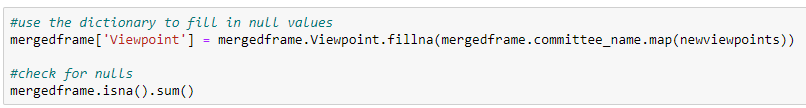 #use the dictionary to fill in null values
mergedframe['Viewpoint'] = mergedframe.Viewpoint.fillna(mergedframe.committee_name.map(newviewpoints))
#check for nulls
mergedframe.isna().sum()